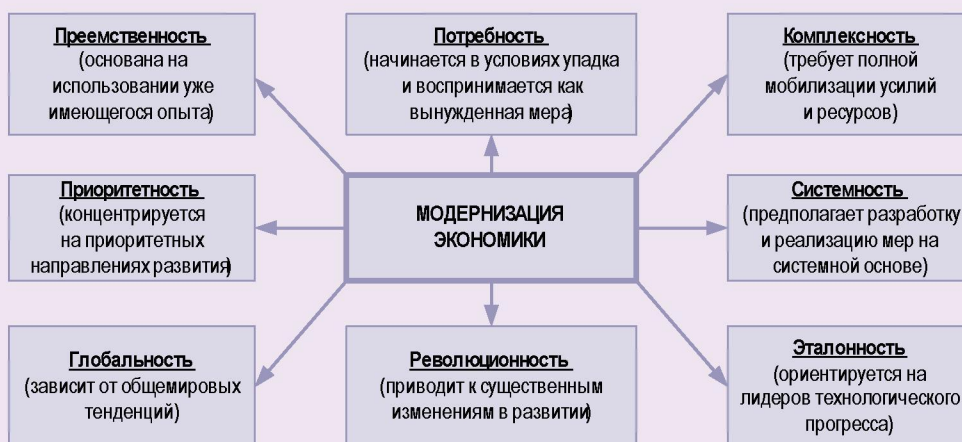 Преемственность
(основана на
использовании уже
имеющегося опыта)
Потребность
(начинается в условиях упадка
и воспринимается как
вынужденная мера)
Комплексность
(требует полной
мобилизации усилий
и ресурсов)
Приоритетность
(концентрируется
на приоритетных
направлениях развития)
МОДЕРНИЗАЦИЯ
ЭКОНОМИКИ
Системность
(предполагает разработку
и реализацию мер на
системной основе)
Глобальность
(зависит от общемировых
тенденций)
Революционность
(приводит к существенным
изменениям в развитии)
Эталонность
(ориентируется на
лидеров технологического
прогресса)